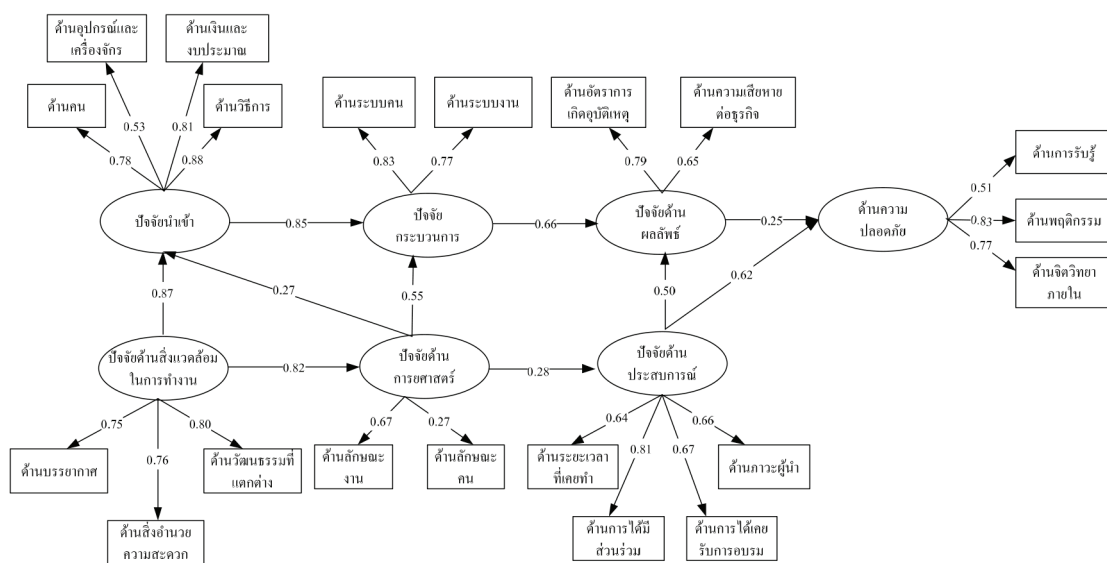 ด้านอุปกรณ์และ
เครื่องจักร
ด้านเงินและ
งบประมาณ
ด้านคน
ด้านวิธีการ
0.53
0.81
0.78
0.88
ปัจจัยนำเข้า
ด้านระบบคน
ด้านระบบงาน
0.83
0.77
0.85
ปัจจัย
กระบวนการ
ด้านอัตราการ
เกิดอุบัติเหตุ
ด้านความเสียหาย
ต่อธุรกิจ
0.79
0.65
0.66
ปัจจัยด้าน
ผลลัพธ์
0.25
ด้านความ
ปลอดภัย
ด้านการรับรู้
0.51
ด้านพฤติกรรม
0.83
0.77
ด้านจิตวิทยา
ภายใน
0.87
0.27
0.55
0.50
0.62
ปัจจัยด้านสิ่งแวดล้อม
ในการทำงาน
0.82
ปัจจัยด้าน
การยศาสตร์
0.28
ปัจจัยด้าน
ประสบการณ์
0.75
0.76
0.80
ด้านบรรยากาศ
ด้านวัฒนธรรมที่
แตกต่าง
ด้านสิ่งอำนวย
ความสะดวก
0.67
0.27
ด้านลักษณะ
งาน
ด้านลักษณะ
คน
0.64
0.81
0.67
0.66
ด้านระยะเวลา
ที่เคยทำ
ด้านภาวะผู้นำ
ด้านการได้มี
ส่วนร่วม
ด้านการได้เคย
รับการอบรม